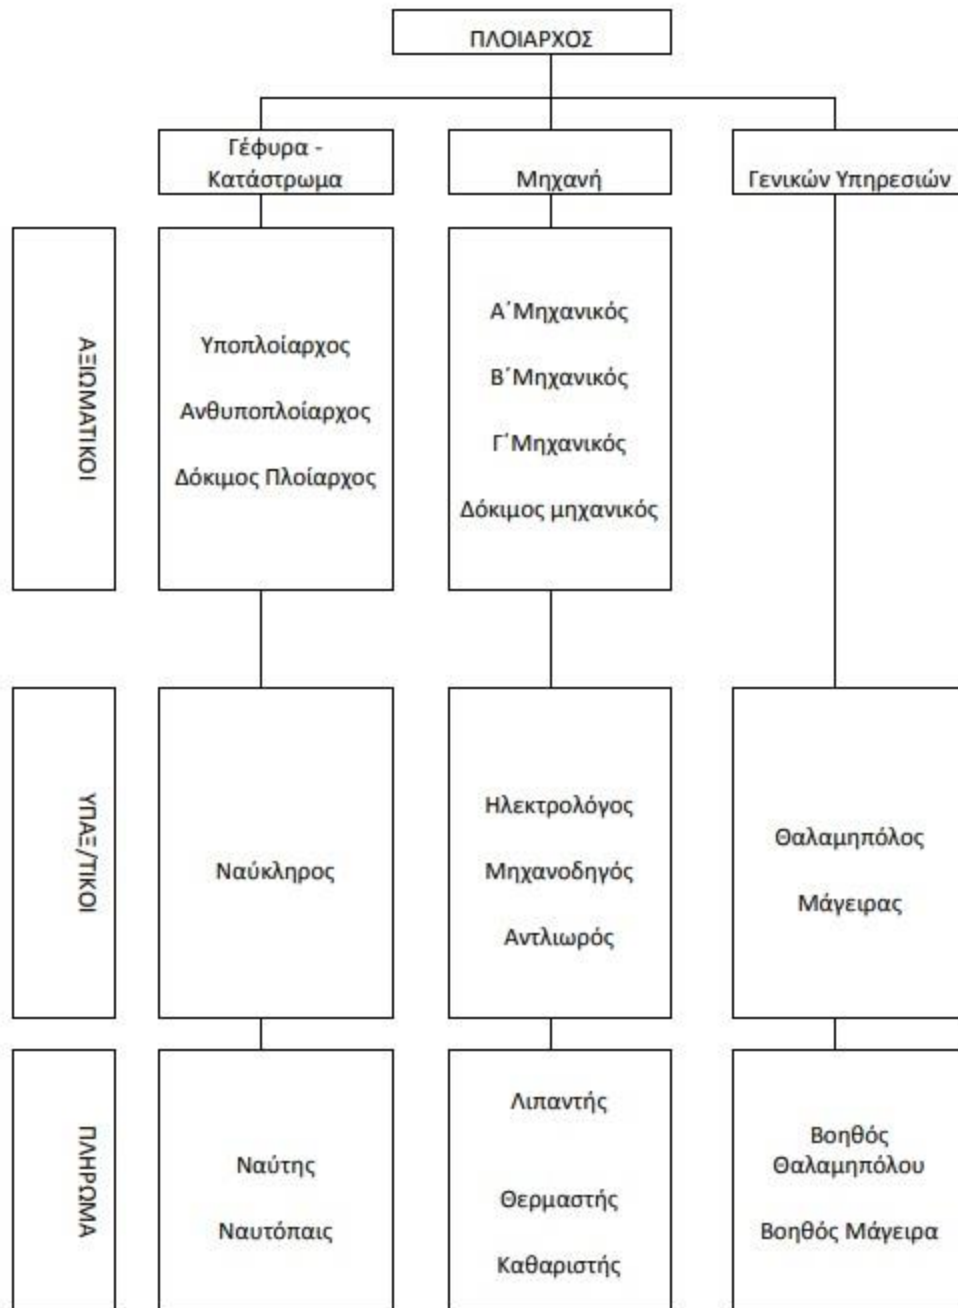 ΠΛΟΙΑΡΧΟΣ
Γέφυρα -
Κατάστρωμα
Μηχανή
Γενικών Υπηρεσιών
ΑΞΙΩΜΑΤΙΚΟΙ
Υποπλοίαρχος
Ανθυποπλοίαρχος
Δόκιμος Πλοίαρχος
Α΄Μηχανικός
Β΄Μηχανικός
Γ΄Μηχανικός
Δόκιμος μηχανικός
ΥΠΑΞ/ΤΙΚΟΙ
Ναύκληρος
Ηλεκτρολόγος
Μηχανοδηγός
Αντλιωρός
Θαλαμηπόλος
Μάγειρας
ΠΛΗΡΩΜΑ
Ναύτης
Ναυτόπαις
Λιπαντής
Θερμαστής
Καθαριστής
Βοηθός
Θαλαμηπόλου
Βοηθός Μάγειρα